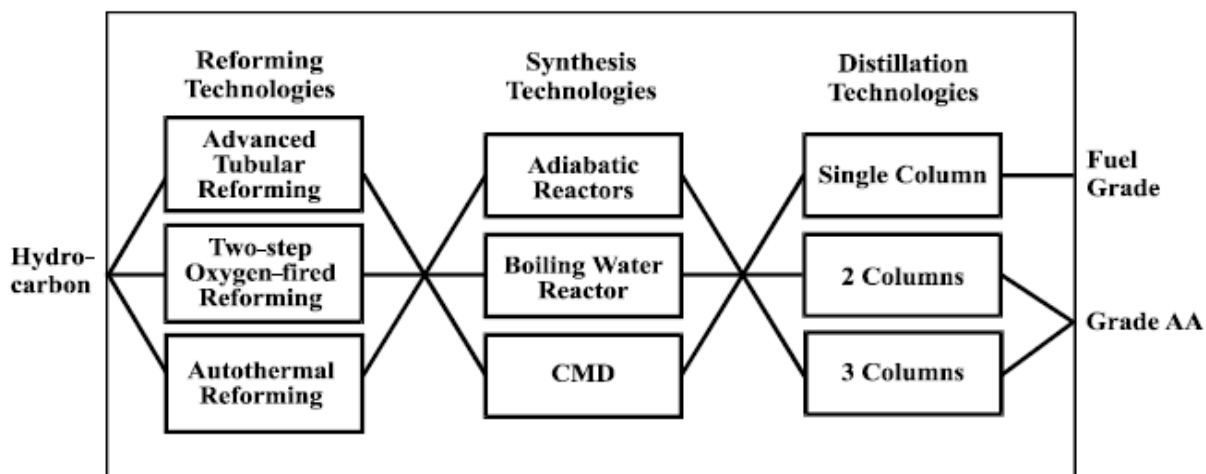 Reforming
Technologies
Synthesis
Technologies
Distillation
Technologies
Advanced
Tubular
Reforming
Adiabatic
Reactors
Single Column
Fuel
Grade
Hydro-
carbon
Two-step
Oxygen-fired
Reforming
Boiling Water
Reactor
2 Columns
Grade AA
Autothermal
Reforming
CMD
3 Columns